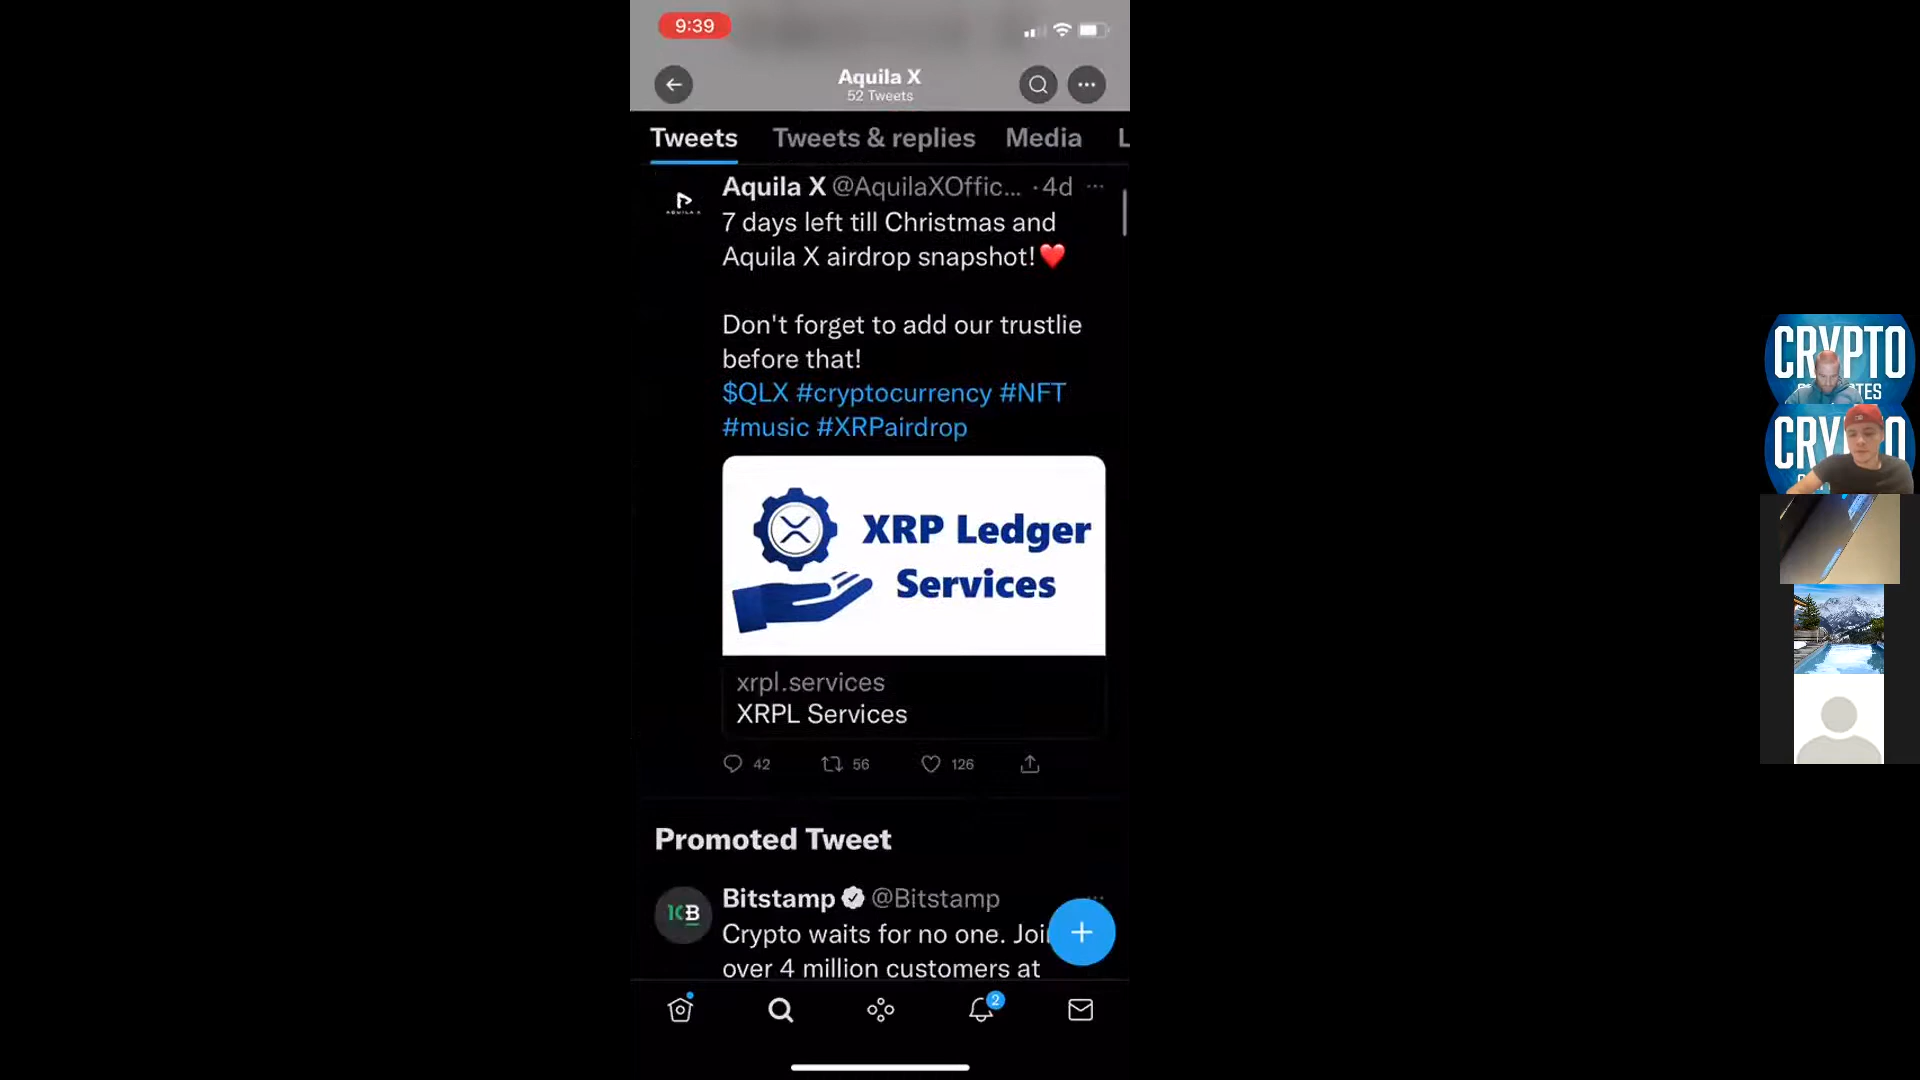 9:39
Aquila X
52 Tweets
Tweets Tweets & replies Media L
Aquila X @AquilaXOffic... · 4d
7 days left till Christmas and
Aquila X airdrop snapshot!❤️
Don't forget to add our trustlie
before that!
$QLX #cryptocurrency #NFT
#music #XRPairdrop
XRP Ledger
Services
xrpl.services
XRPL Services
42 56 126
Promoted Tweet
Bitstamp @Bitstamp
Crypto waits for no one. Joi
over 4 million customers at
2
CRYPTO
CRY O